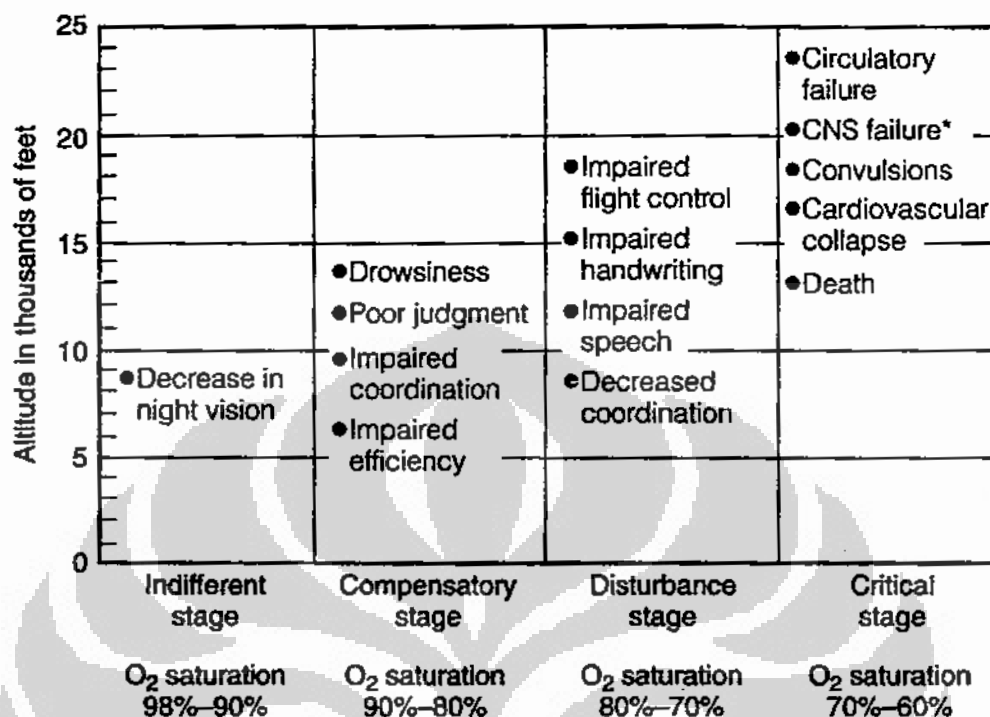 Altitude in thousands of feet
25
20
15
10
5
0
Decrease in
night vision
Drowsiness
Poor judgment
Impaired
coordination
Impaired
efficiency
Impaired
flight control
Impaired
handwriting
Impaired
speech
Decreased
coordination
Circulatory
failure
CNS failure*
Convulsions
Cardiovascular
collapse
Death
Indifferent
stage
O₂ saturation
98%–90%
Compensatory
stage
O₂ saturation
90%–80%
Disturbance
stage
O₂ saturation
80%–70%
Critical
stage
O₂ saturation
70%–60%